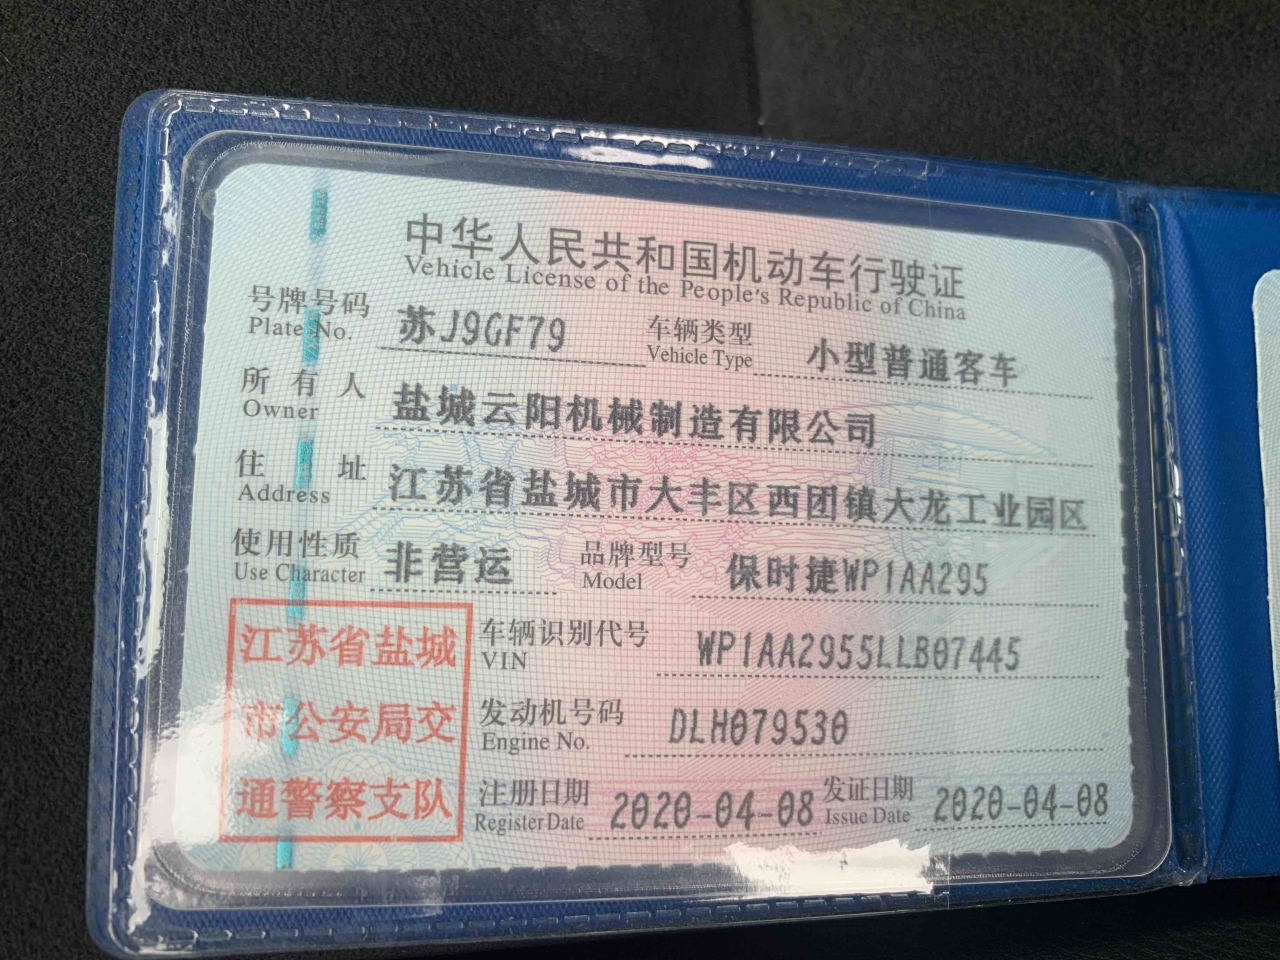 中华人民共和国机动车行驶证
Vehicle License of the People's Republic of China
号牌号码 苏J9GF79 车辆类型 小型普通客车
Plate No. Vehicle Type
所有人 盐城云阳机械制造有限公司
Owner
住址 江苏省盐城市大丰区西团镇大龙工业园区
Address
使用性质 非营运 品牌型号 保时捷WP1AA295
Use Character Model
江苏省盐城
市公安局交
通警察支队
车辆识别代号 WP1AA2955LLB07445
VIN
发动机号码 DLH079530
Engine No.
注册日期 2020-04-08 发证日期 2020-04-08
Register Date Issue Date